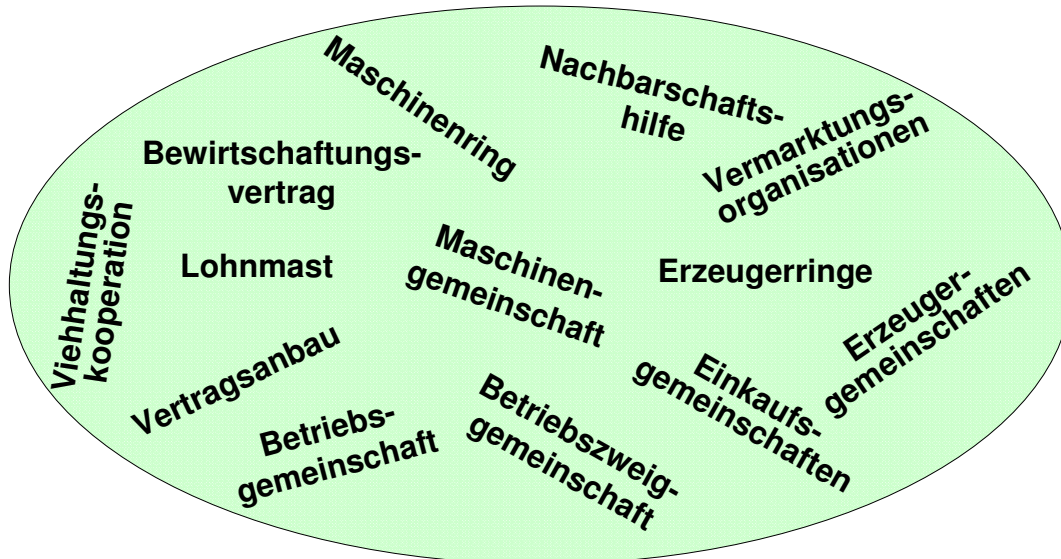 Maschinenring
Nachbarschafts-
hilfe
Vermarktungs-
organisationen
Bewirtschaftungs-
vertrag
Viehhaltungs-
kooperation
Lohnmast
Maschinen-
gemeinschaft
Erzeugerringe
Erzeuger-
gemeinschaften
Vertragsanbau
Betriebs-
gemeinschaft
Betriebszweig-
gemeinschaft
Einkaufs-
gemeinschaften